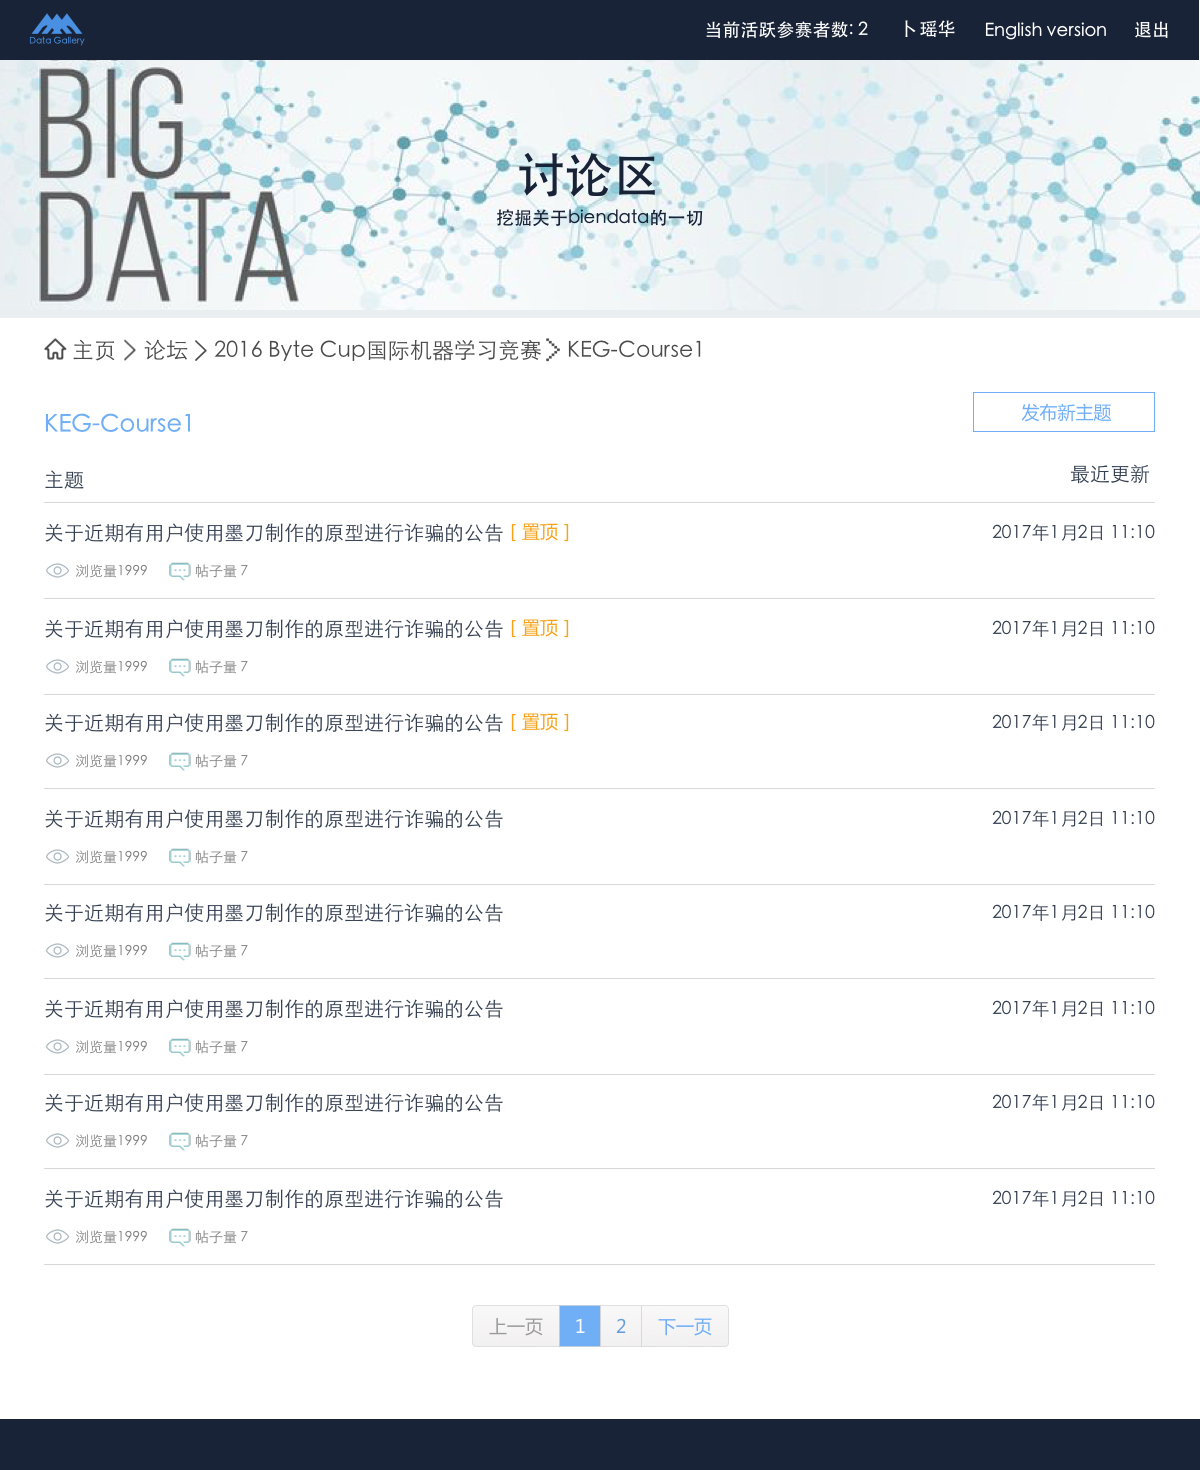 Data Gallery
当前活跃参赛者数: 2 卜瑶华 English version 退出
BIG
DATA
讨论区
挖掘关于biendata的一切
主页 > 论坛 > 2016 Byte Cup国际机器学习竞赛 > KEG-Course1
KEG-Course1 发布新主题
主题 最近更新
关于近期有用户使用墨刀制作的原型进行诈骗的公告 [ 置顶 ] 2017年1月2日 11:10
浏览量1999 帖子量 7
关于近期有用户使用墨刀制作的原型进行诈骗的公告 [ 置顶 ] 2017年1月2日 11:10
浏览量1999 帖子量 7
关于近期有用户使用墨刀制作的原型进行诈骗的公告 [ 置顶 ] 2017年1月2日 11:10
浏览量1999 帖子量 7
关于近期有用户使用墨刀制作的原型进行诈骗的公告 2017年1月2日 11:10
浏览量1999 帖子量 7
关于近期有用户使用墨刀制作的原型进行诈骗的公告 2017年1月2日 11:10
浏览量1999 帖子量 7
关于近期有用户使用墨刀制作的原型进行诈骗的公告 2017年1月2日 11:10
浏览量1999 帖子量 7
关于近期有用户使用墨刀制作的原型进行诈骗的公告 2017年1月2日 11:10
浏览量1999 帖子量 7
关于近期有用户使用墨刀制作的原型进行诈骗的公告 2017年1月2日 11:10
浏览量1999 帖子量 7
上一页 1 2 下一页